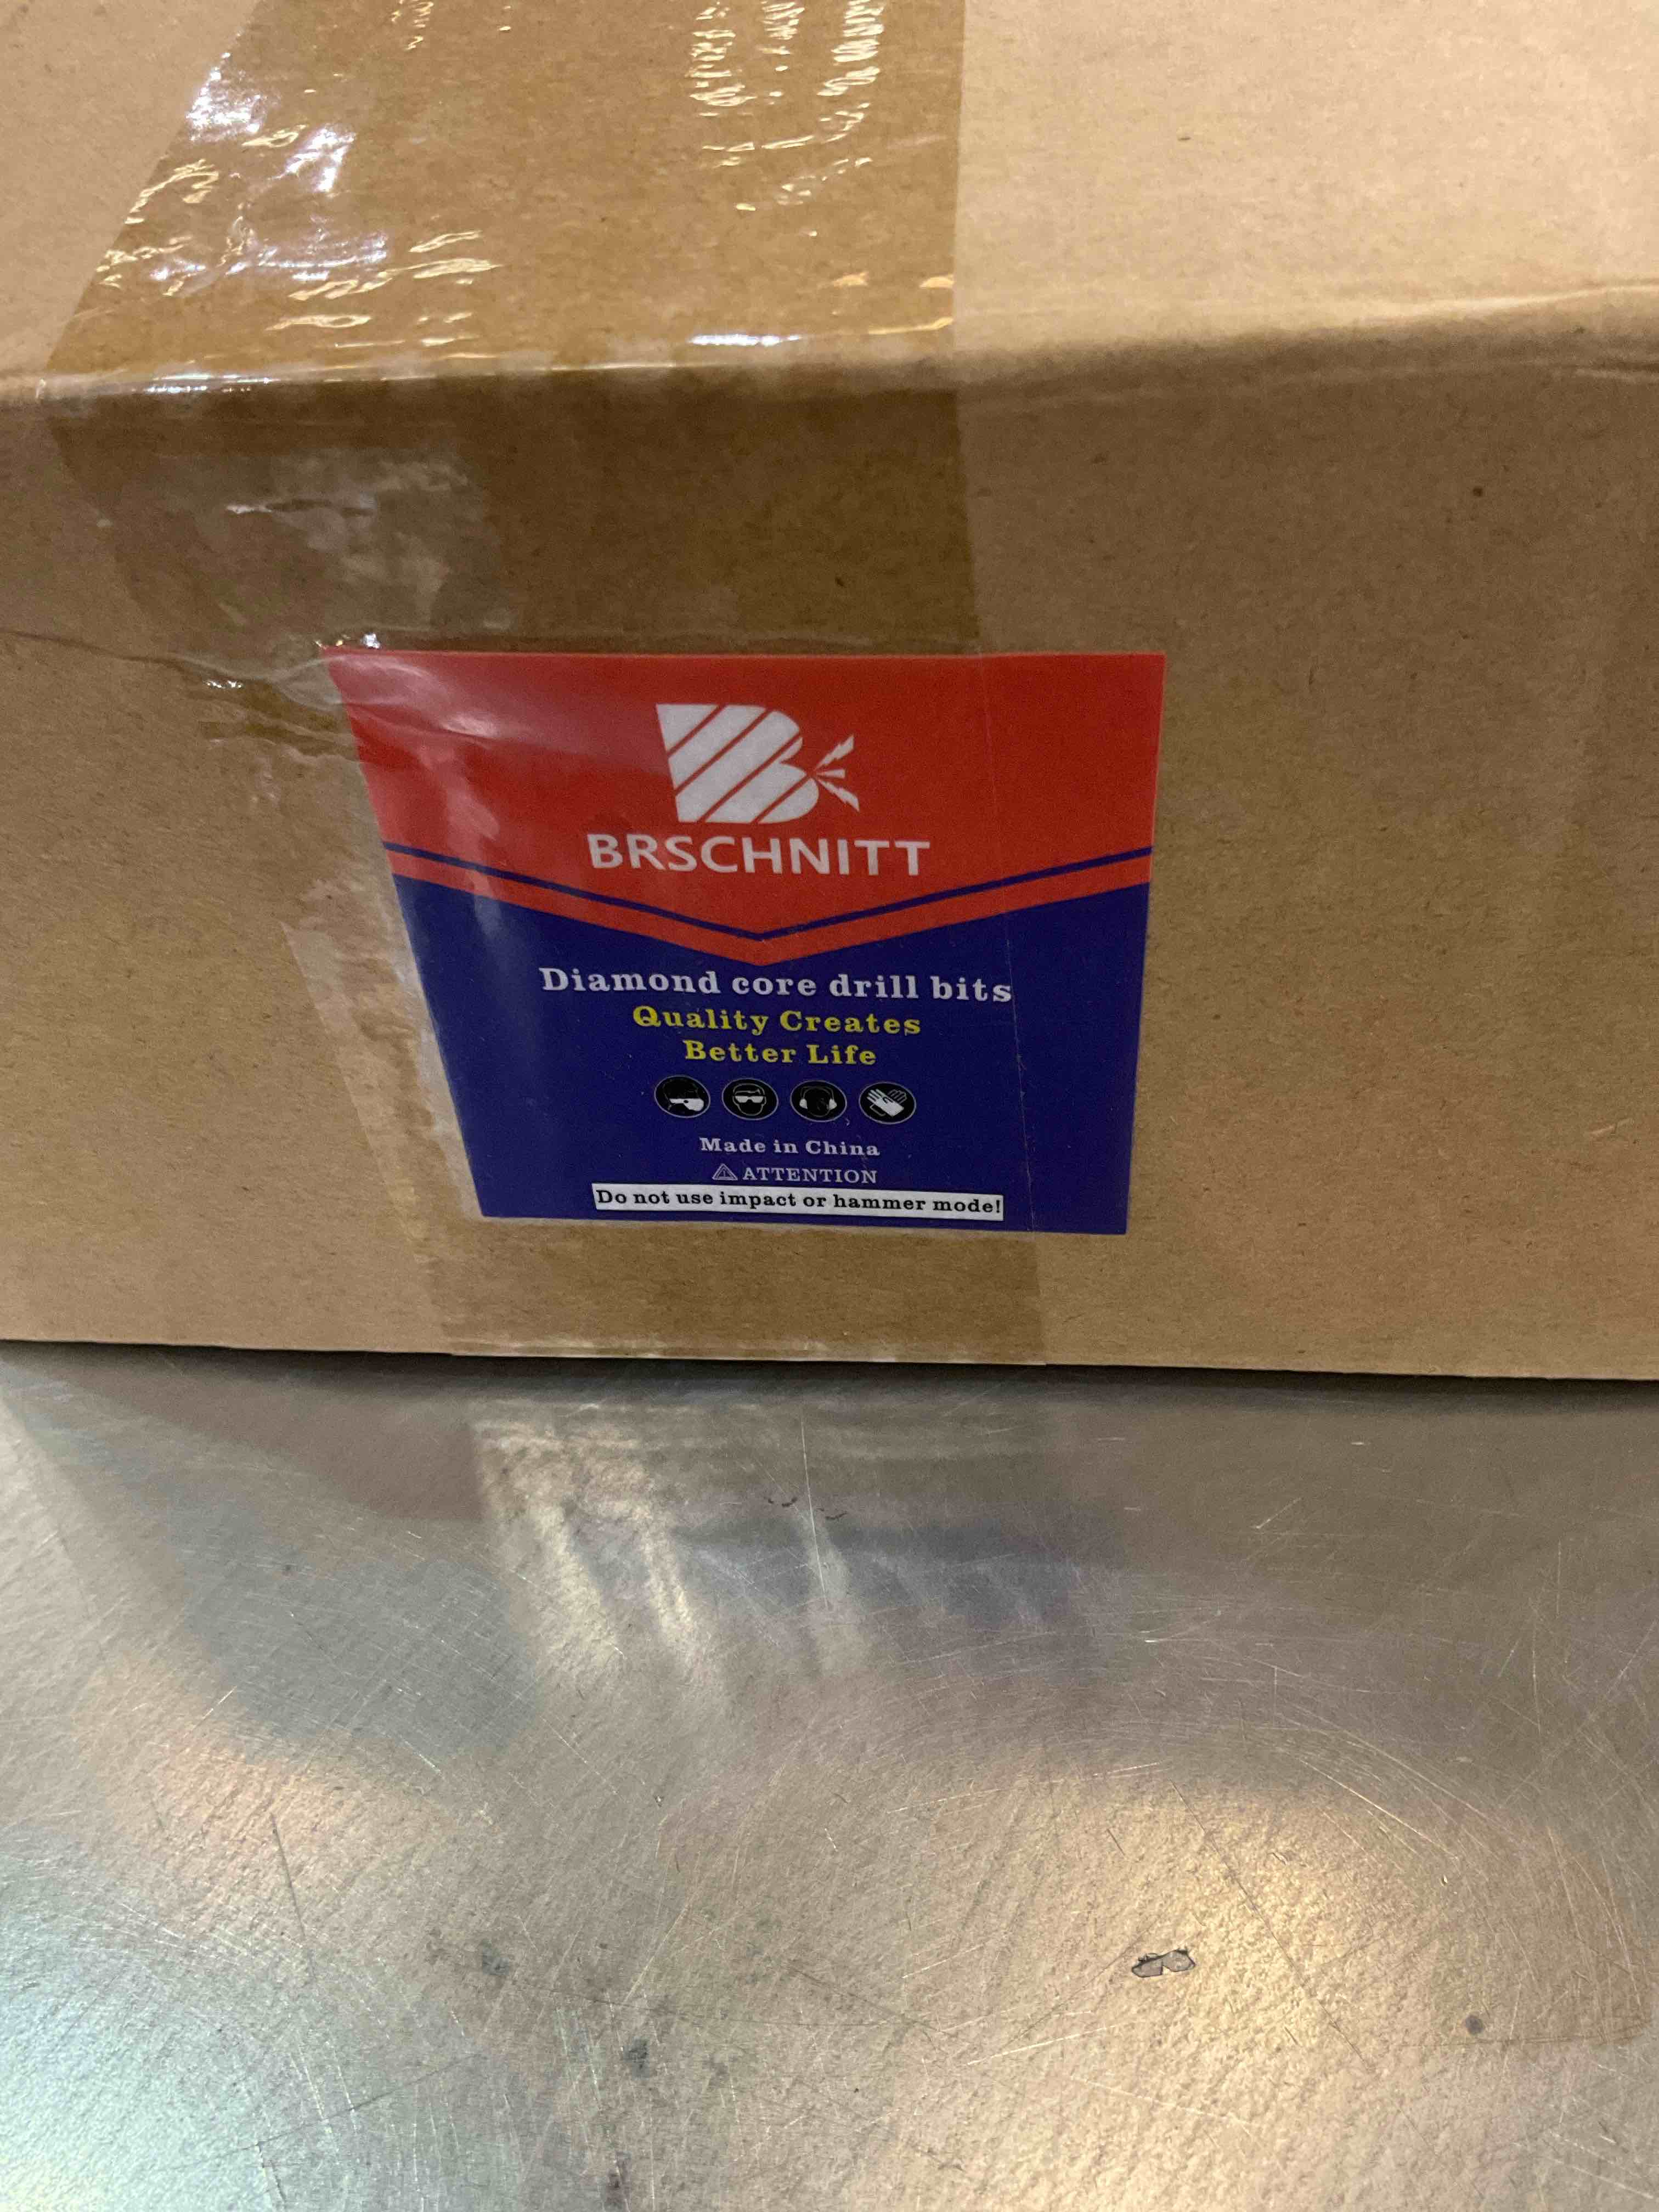 BRSCHNITT
Diamond core drill bits
Quality Creates
Better Life
Made in China
ATTENTION
Do not use impact or hammer mode!